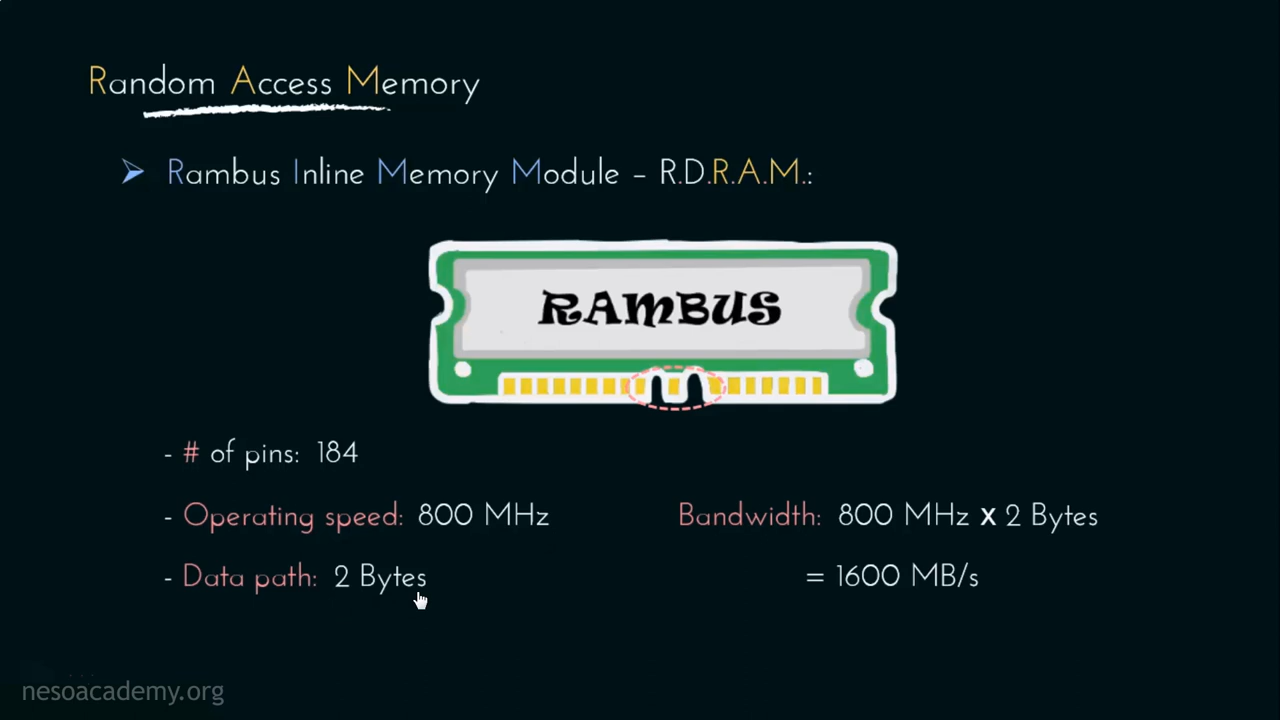 Random Access Memory
➢ Rambus Inline Memory Module – R.D.R.A.M.:
RAMBUS
- # of pins: 184
- Operating speed: 800 MHz
Bandwidth: 800 MHz x 2 Bytes
- Data path: 2 Bytes
= 1600 MB/s
nesoacademy.org